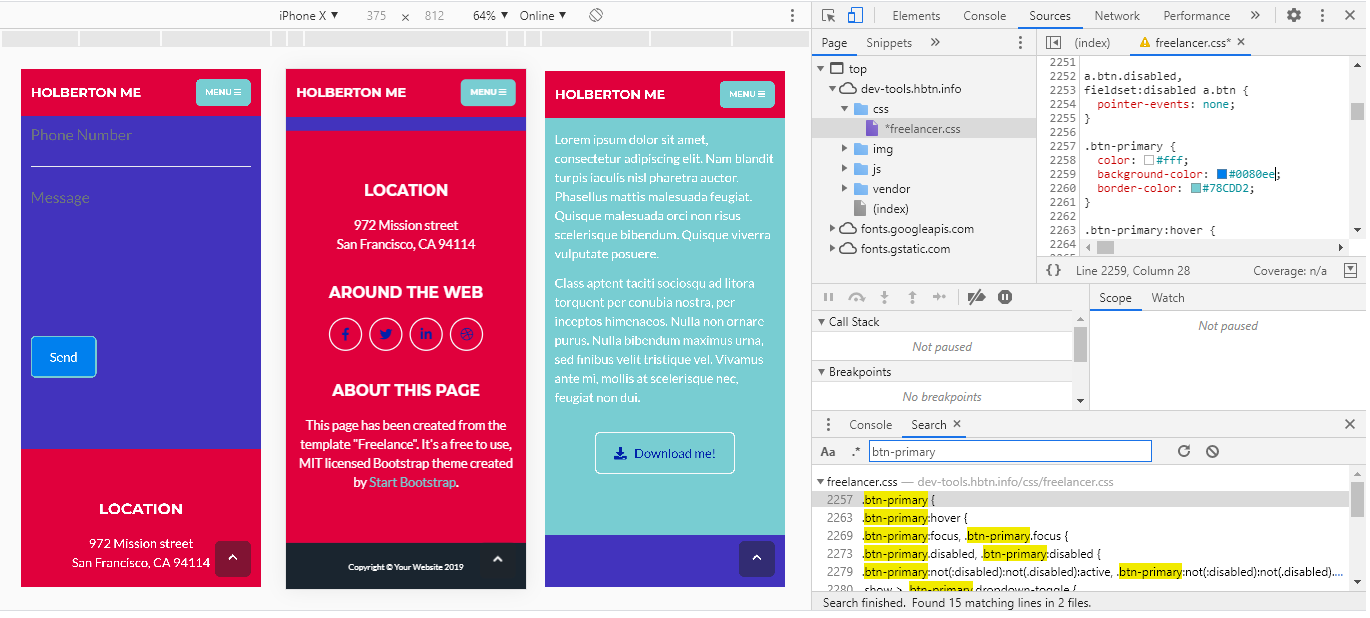 iPhone X ▼ 375 × 812 64% ▼ Online ▼
HOLBERTON ME MENU
Phone Number
Message
Send
LOCATION
972 Mission street
San Francisco, CA 94114
HOLBERTON ME MENU
LOCATION
972 Mission street
San Francisco, CA 94114
AROUND THE WEB
ABOUT THIS PAGE
This page has been created from the
template "Freelance". It's a free to use,
MIT licensed Bootstrap theme created
by Start Bootstrap.
Copyright © Your Website 2019
HOLBERTON ME MENU
Lorem ipsum dolor sit amet,
consectetur adipiscing elit. Nam blandit
turpis iaculis nisl pharetra auctor.
Phasellus mattis malesuada feugiat.
Quisque malesuada orci non risus
scelerisque bibendum. Quisque viverra
vulputate posuere.
Class aptent taciti sociosqu ad litora
torquent per conubia nostra, per
inceptos himenaeos. Nulla non ornare
purus. Nulla bibendum maximus urna,
sed finibus velit tristique vel. Vivamus
ante mi, mollis at scelerisque nec,
feugiat non dui.
Download me!
Elements Console Sources Network Performance »
Page Snippets »
top
dev-tools.hbtn.info
css
*freelancer.css
img
js
vendor
(index)
fonts.googleapis.com
fonts.gstatic.com
(index) freelancer.css* ×
2251
2252 a.btn.disabled,
2253 fieldset:disabled a.btn {
2254 pointer-events: none;
2255 }
2256
2257 .btn-primary {
2258 color: #fff;
2259 background-color: #0080ee;
2260 border-color: #78CDD2;
2261 }
2262
2263 .btn-primary:hover {
2264
{} Line 2259, Column 28 Coverage: n/a
Call Stack
Not paused
Breakpoints
No breakpoints
Scope Watch
Not paused
Console Search ×
Aa .* btn-primary
freelancer.css — dev-tools.hbtn.info/css/freelancer.css
2257 .btn-primary {
2263 .btn-primary:hover {
2269 .btn-primary:focus, .btn-primary.focus {
2273 .btn-primary.disabled, .btn-primary:disabled {
2279 .btn-primary:not(:disabled):not(.disabled):active, .btn-primary:not(:disabled):not(.disabled)....
2280 .show > .btn-primary.dropdown-toggle {
Search finished. Found 15 matching lines in 2 files.